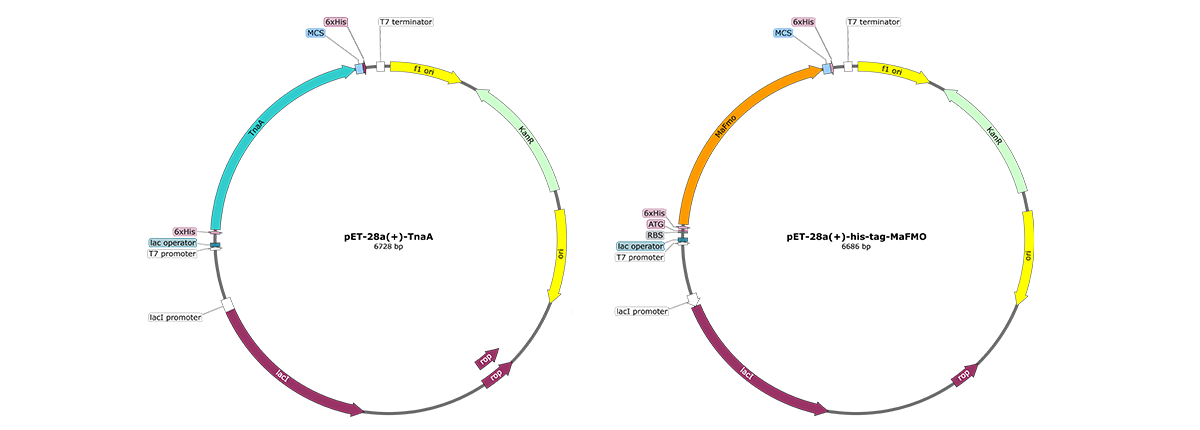 6xHis
T7 terminator
MCS
f1 ori
KanR
TnaA
6xHis
lac operator
T7 promoter
pET-28a(+)-TnaA
6728 bp
ori
lacI promoter
lacI
rop
rop
6xHis
T7 terminator
MCS
f1 ori
KanR
MaFmo
6xHis
ATG
RBS
lac operator
T7 promoter
pET-28a(+)-his-tag-MaFMO
6686 bp
ori
lacI promoter
lacI
rop